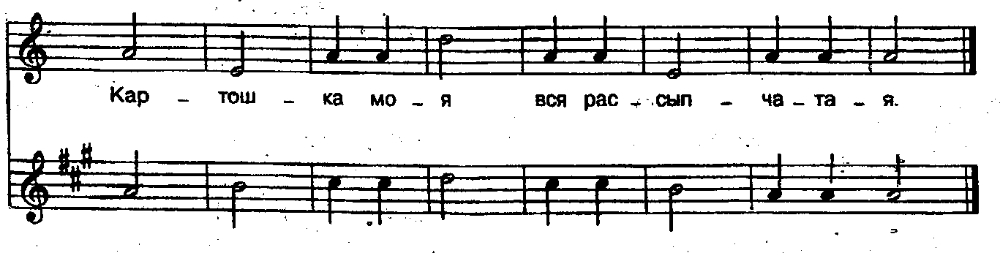 Кар - тош - ка мо - я вся рас - сып - ча - та - я.